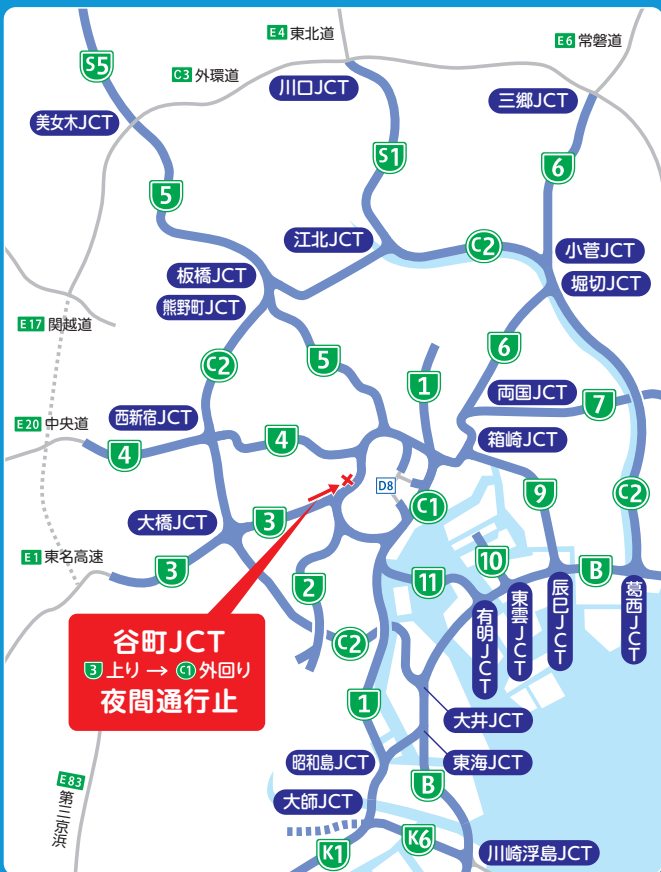 E4 東北道
E6 常磐道
S5
C3 外環道
川口JCT
三郷JCT
美女木JCT
S1
6
5
江北JCT
C2
小菅JCT
板橋JCT
堀切JCT
熊野町JCT
E17 関越道
5
6
C2
1
両国JCT
7
E20 中央道
西新宿JCT
4
箱崎JCT
4
D8
9
C2
C1
大橋JCT
3
E1 東名高速
3
10
B
11
2
有明JCT
東雲JCT
辰巳JCT
葛西JCT
谷町JCT
3 上り → C1 外回り
夜間通行止
C2
1
大井JCT
昭和島JCT
東海JCT
E83
第三京浜
B
大師JCT
K1
K6
川崎浮島JCT